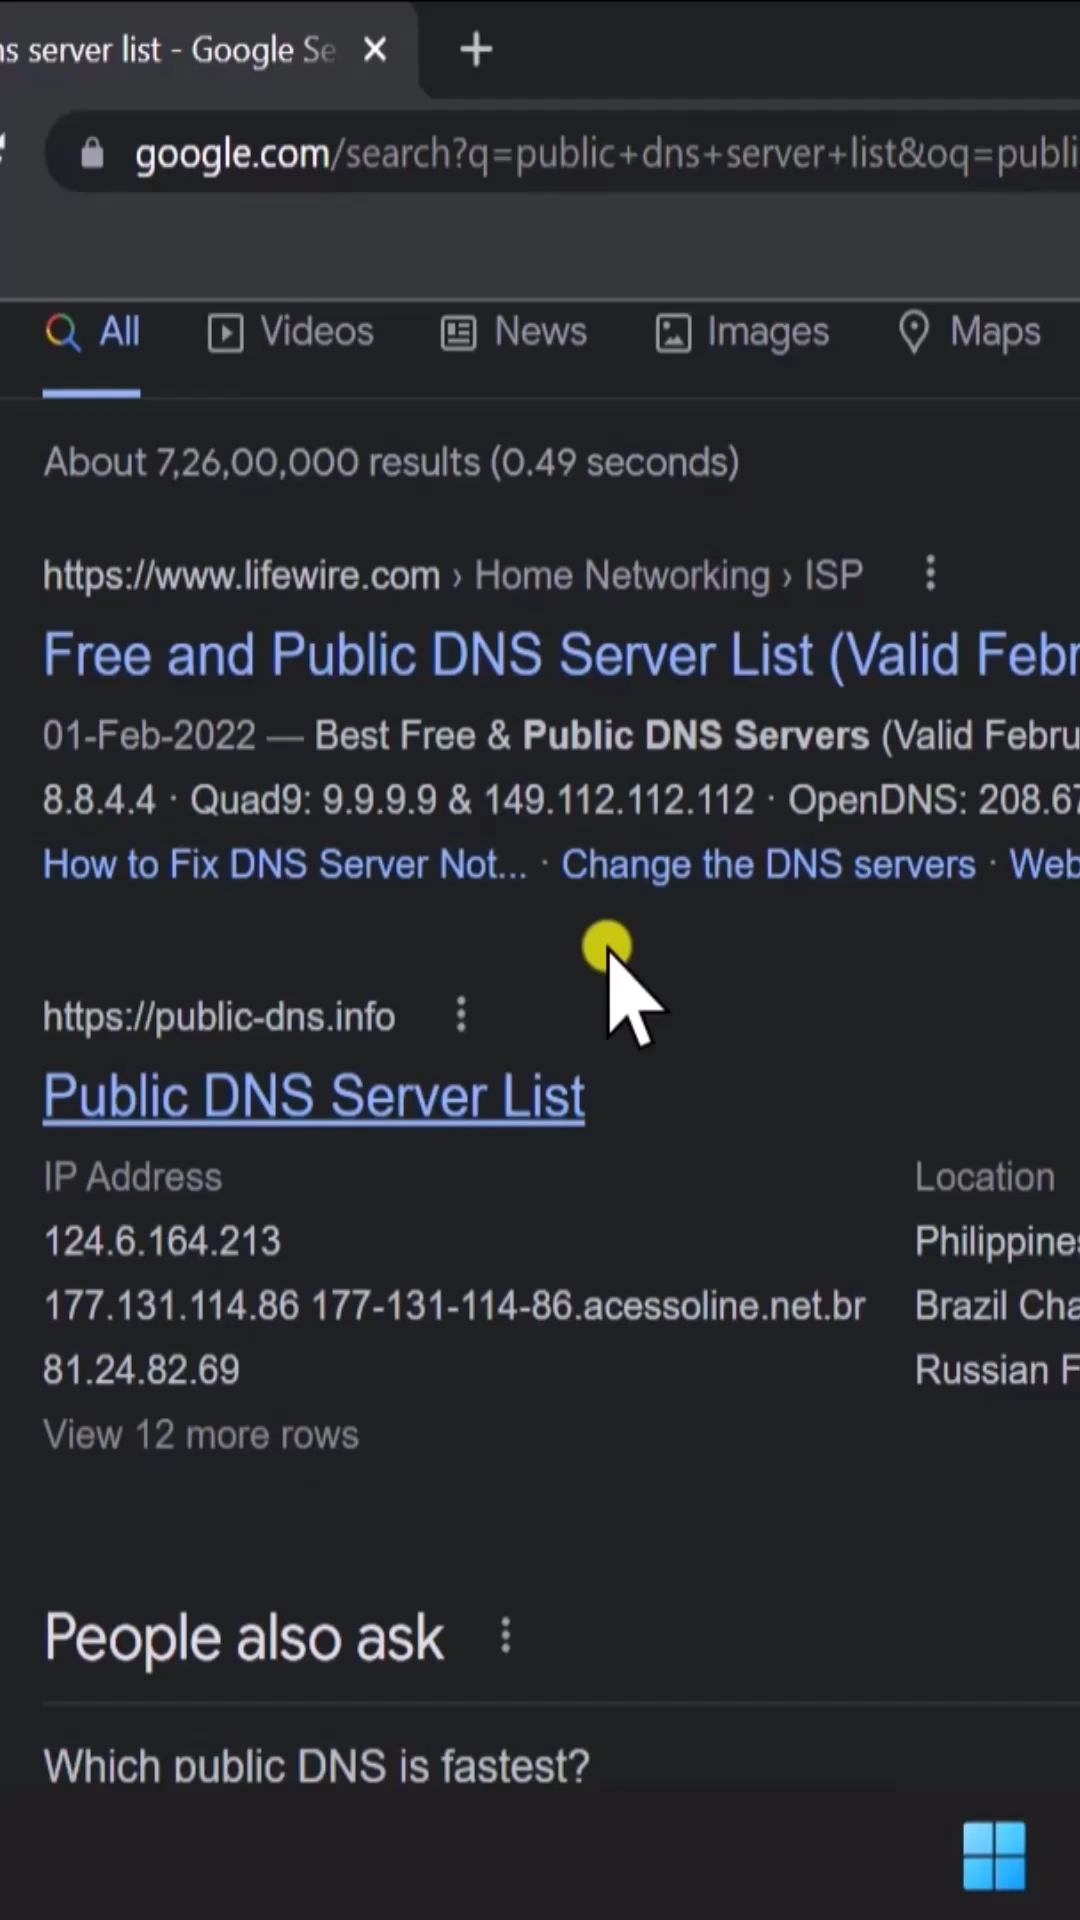 ns server list - Google Se
google.com/search?q=public+dns+server+list&oq=publi
All Videos News Images Maps
About 7,26,00,000 results (0.49 seconds)
https://www.lifewire.com › Home Networking › ISP
Free and Public DNS Server List (Valid Febr
01-Feb-2022 — Best Free & Public DNS Servers (Valid Febru
8.8.4.4 · Quad9: 9.9.9.9 & 149.112.112.112 · OpenDNS: 208.67
How to Fix DNS Server Not... · Change the DNS servers · Web
https://public-dns.info
Public DNS Server List
IP Address Location
124.6.164.213 Philippines
177.131.114.86 177-131-114-86.acessoline.net.br Brazil Cha
81.24.82.69 Russian F
View 12 more rows
People also ask
Which public DNS is fastest?